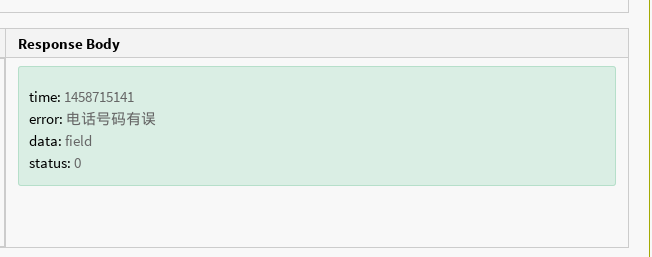 Response Body
time: 1458715141
error: 电话号码有误
data: field
status: 0